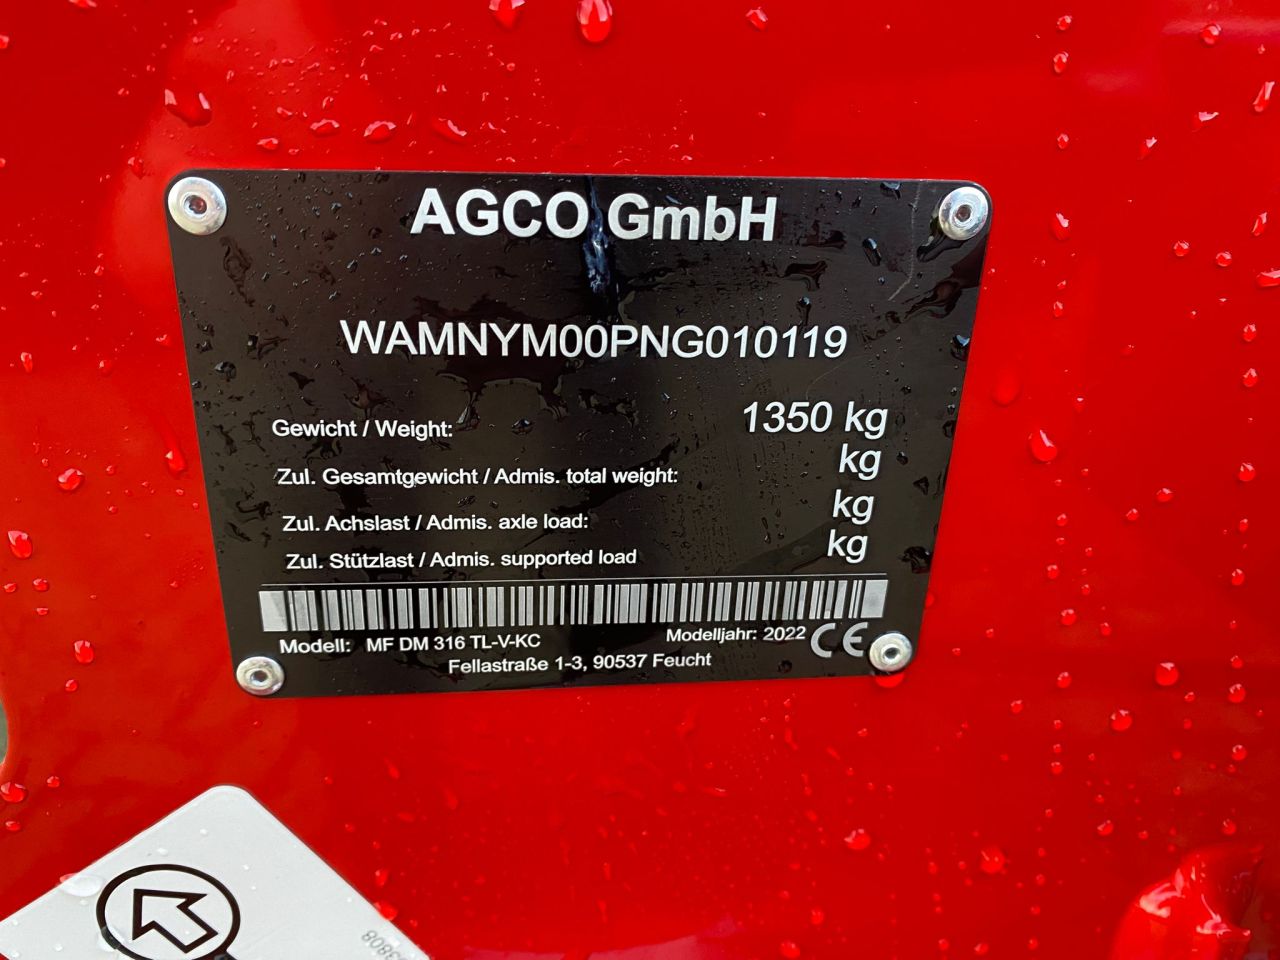 AGCO GmbH
WAMNYM00PNG010119
Gewicht / Weight: 1350 kg
Zul. Gesamtgewicht / Admis. total weight: kg
Zul. Achslast / Admis. axle load: kg
Zul. Stützlast / Admis. supported load kg
Modell: MF DM 316 TL-V-KC Modelljahr: 2022 CE
Fellastraße 1-3, 90537 Feucht